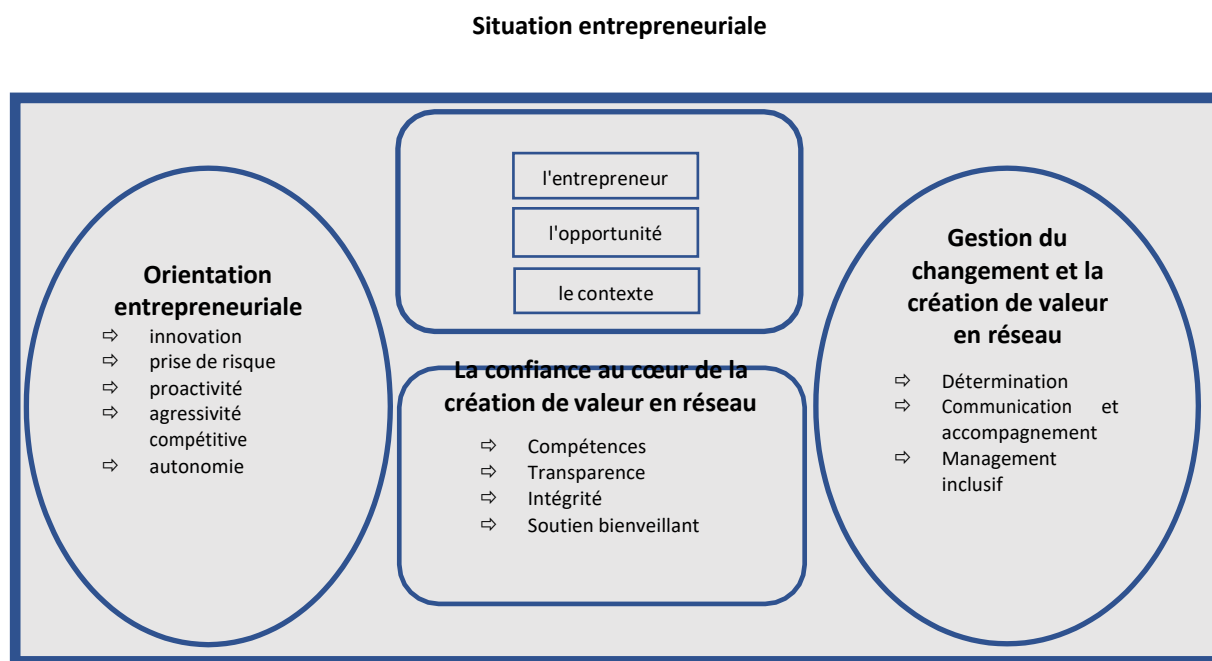 Situation entrepreneuriale
l'entrepreneur
l'opportunité
le contexte
Orientation
entrepreneuriale
⇨ innovation
⇨ prise de risque
⇨ proactivité
⇨ agressivité
compétitive
⇨ autonomie
La confiance au cœur de la
création de valeur en réseau
⇨ Compétences
⇨ Transparence
⇨ Intégrité
⇨ Soutien bienveillant
Gestion du
changement et la
création de valeur
en réseau
⇨ Détermination
⇨ Communication et
accompagnement
⇨ Management
inclusif